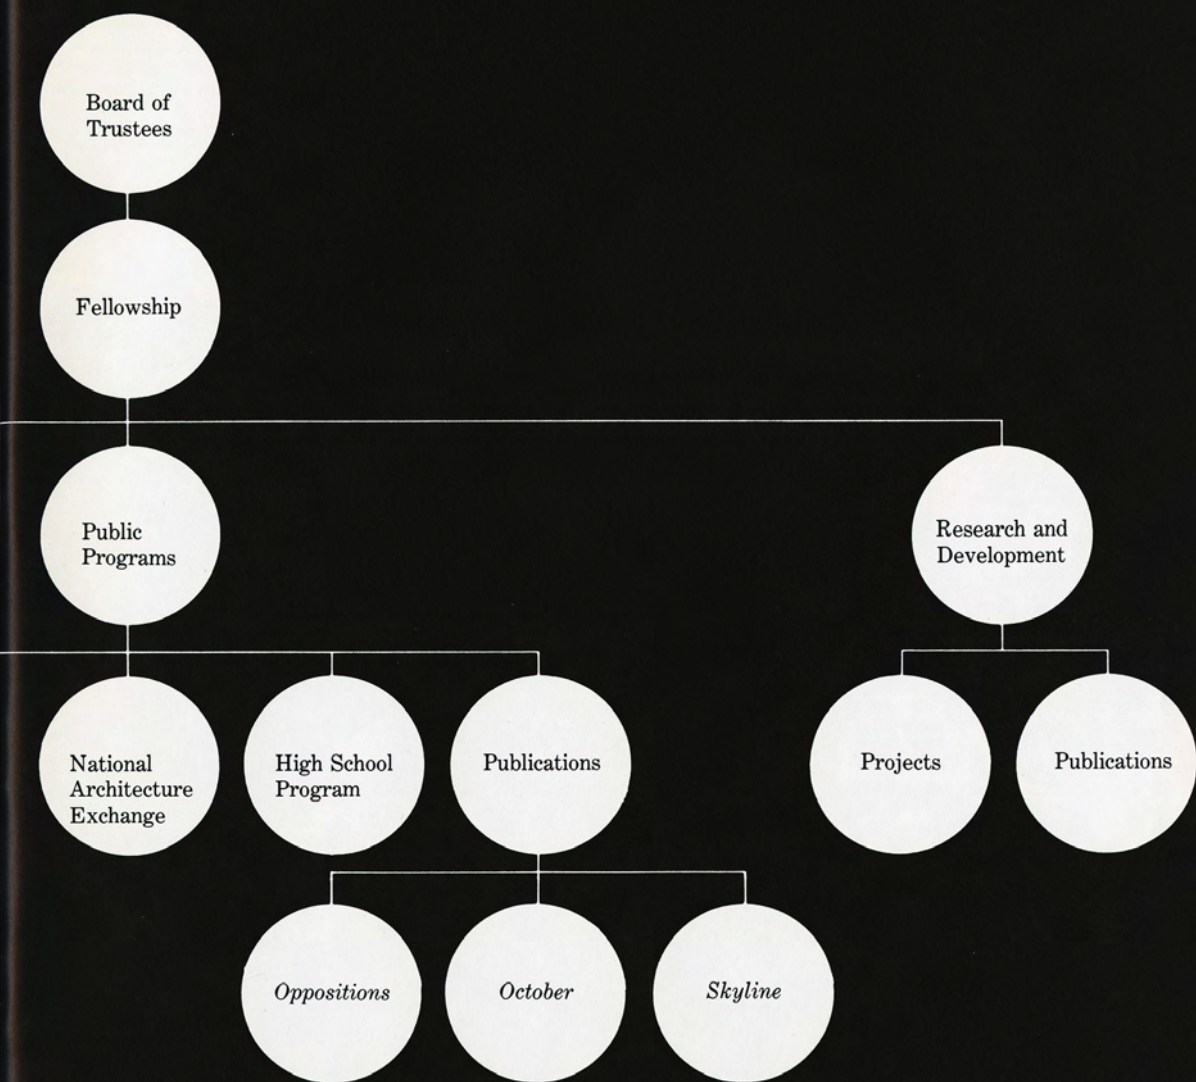 Board of
Trustees
Fellowship
Public
Programs
Research and
Development
National
Architecture
Exchange
High School
Program
Publications
Projects
Publications
Oppositions
October
Skyline